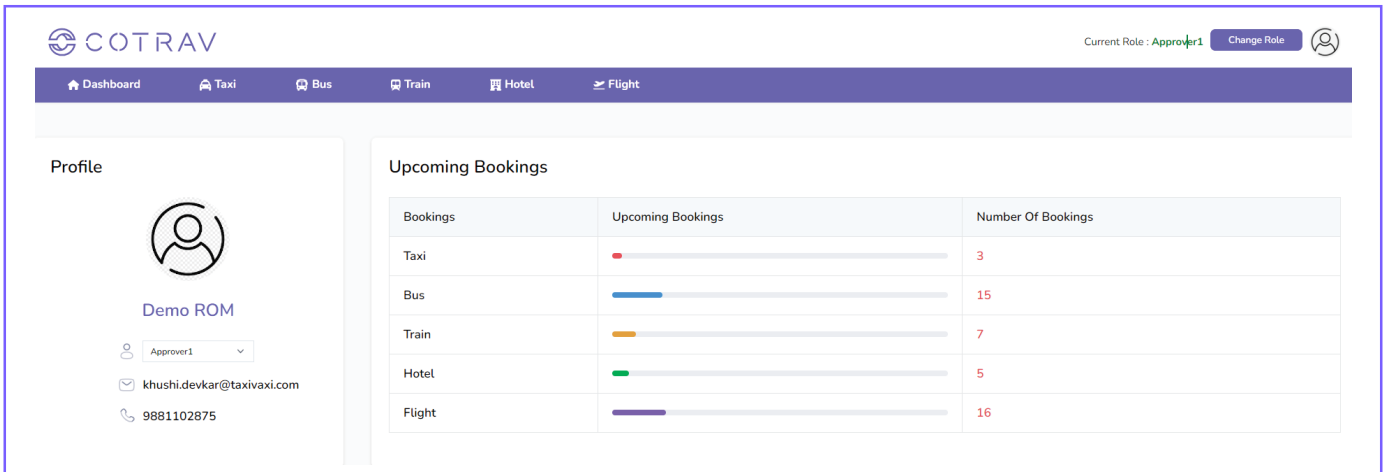 COTRAV
Current Role : Approver1 Change Role
Dashboard Taxi Bus Train Hotel Flight
Profile
Demo ROM
Approver1
khushi.devkar@taxivaxi.com
9881102875
Upcoming Bookings
Bookings Upcoming Bookings Number Of Bookings
Taxi 3
Bus 15
Train 7
Hotel 5
Flight 16